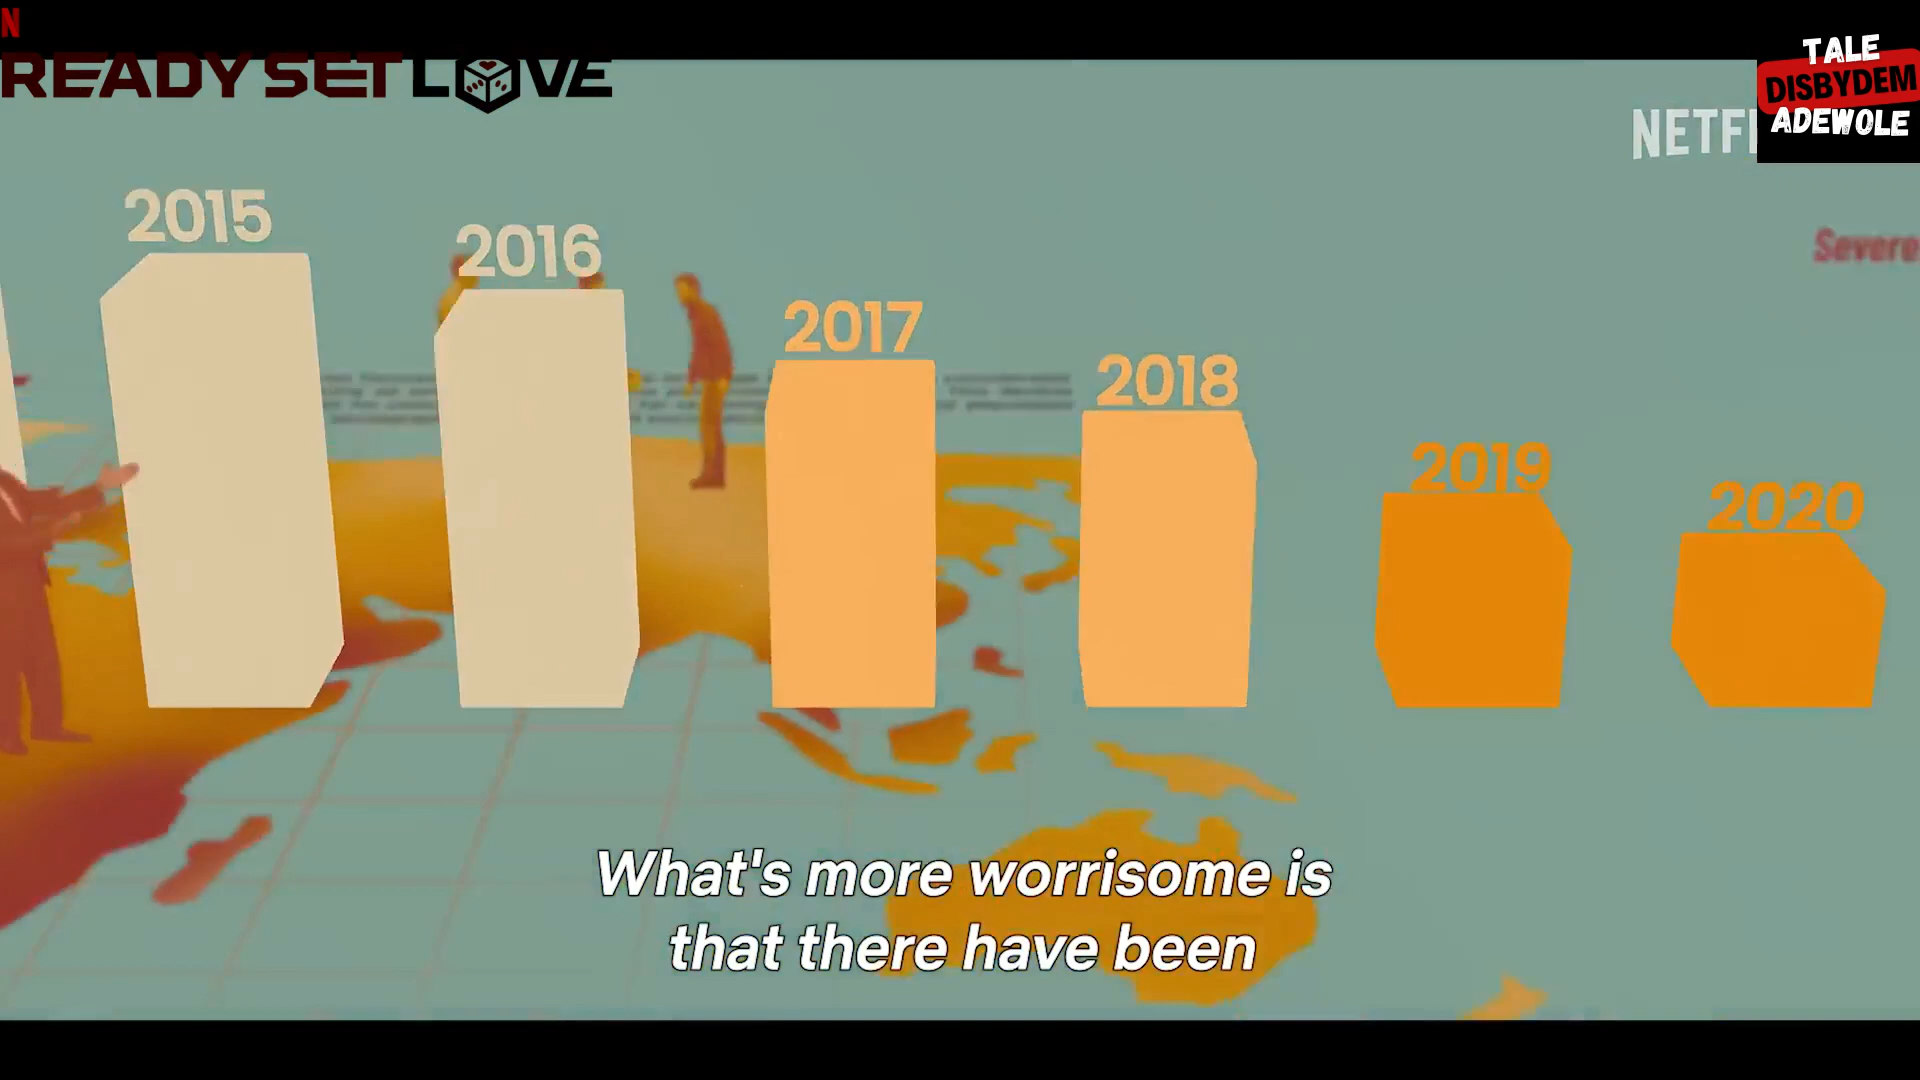 N
READY SET LOVE
TALE
DISBYDEM
ADEWOLE
NETF
Severe
2015
2016
2017
2018
2019
2020
What's more worrisome is
that there have been